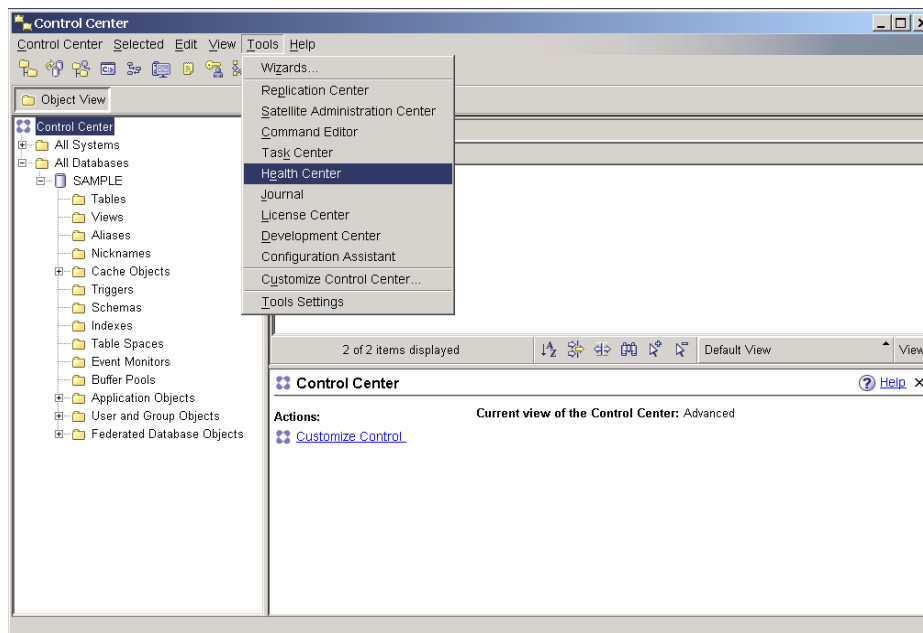 Control Center
Control Center Selected Edit View Tools Help
Object View
Control Center
All Systems
All Databases
SAMPLE
Tables
Views
Aliases
Nicknames
Cache Objects
Triggers
Schemas
Indexes
Table Spaces
Event Monitors
Buffer Pools
Application Objects
User and Group Objects
Federated Database Objects
Wizards...
Replication Center
Satellite Administration Center
Command Editor
Task Center
Health Center
Journal
License Center
Development Center
Configuration Assistant
Customize Control Center...
Tools Settings
2 of 2 items displayed
Default View
View
Control Center
Help
Actions:
Customize Control
Current view of the Control Center: Advanced